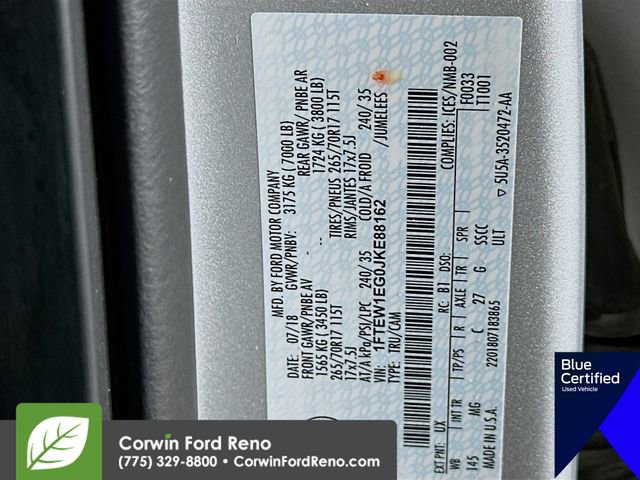 MFD. BY FORD MOTOR COMPANY
DATE: 07/18 GVWR/PNBV: 3175 KG ( 7000 LB)
FRONT GAWR/PNBE AV REAR GAWR/ PNBE AR
1565 KG ( 3450 LB) 1724 KG ( 3800 LB)
265/70R17 115T TIRES/PNEUS 265/70R17 115T
17x7.5J RIMS/JANTES 17x7.5J
AT/A kPa/PSI/LPC 240/ 35 COLD/A FROID 240/ 35
VIN: 1FTEW1EG0JKE88162 /JUMELEES
TYPE: TRU/CAM
COMPLIES: ICES/NMB-002
EXT PNT: UX RC: B1 DSO: F0033
T1001
WB INT TR TP/PS R AXLE TR SPR
145 MG C 27 G SSCC
ULT
MADE IN U.S.A. 2201807183865 5U5A-3520472-AA
Blue
Certified
Used Vehicle
Corwin Ford Reno
(775) 329-8800 • CorwinFordReno.com